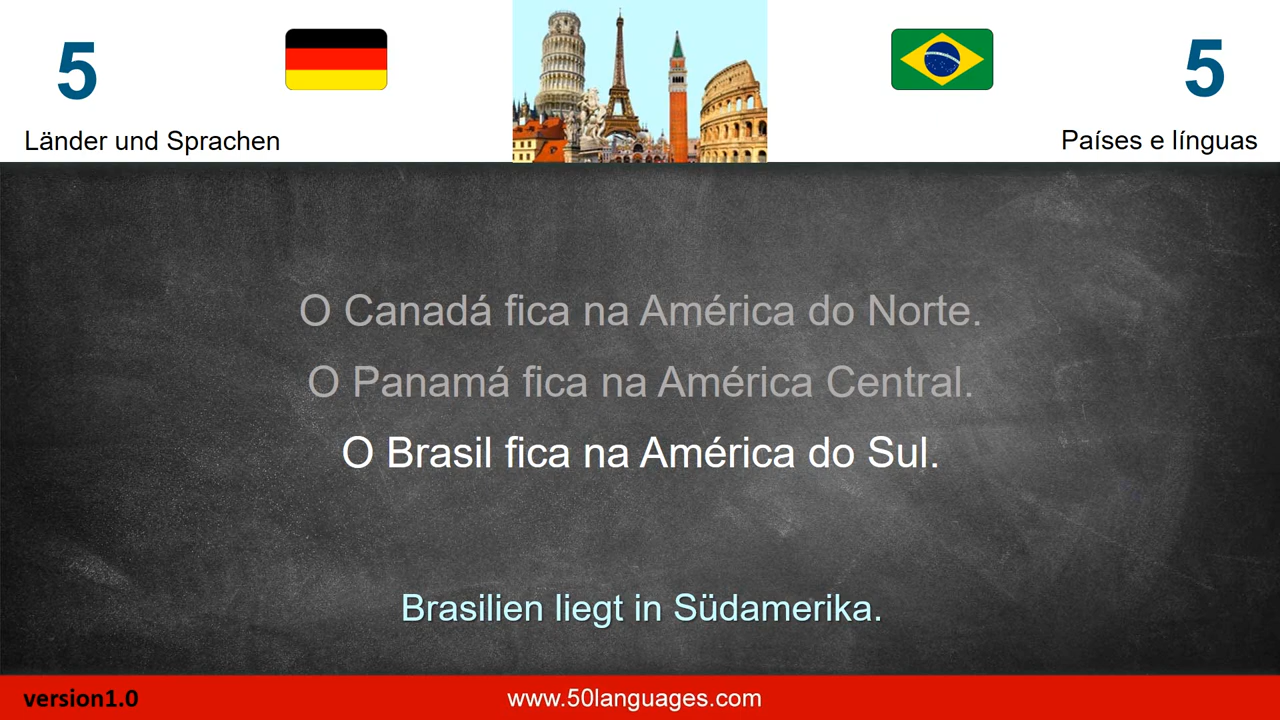 5
5
Länder und Sprachen
Países e línguas
O Canadá fica na América do Norte.
O Panamá fica na América Central.
O Brasil fica na América do Sul.
Brasilien liegt in Südamerika.
version1.0
www.50languages.com